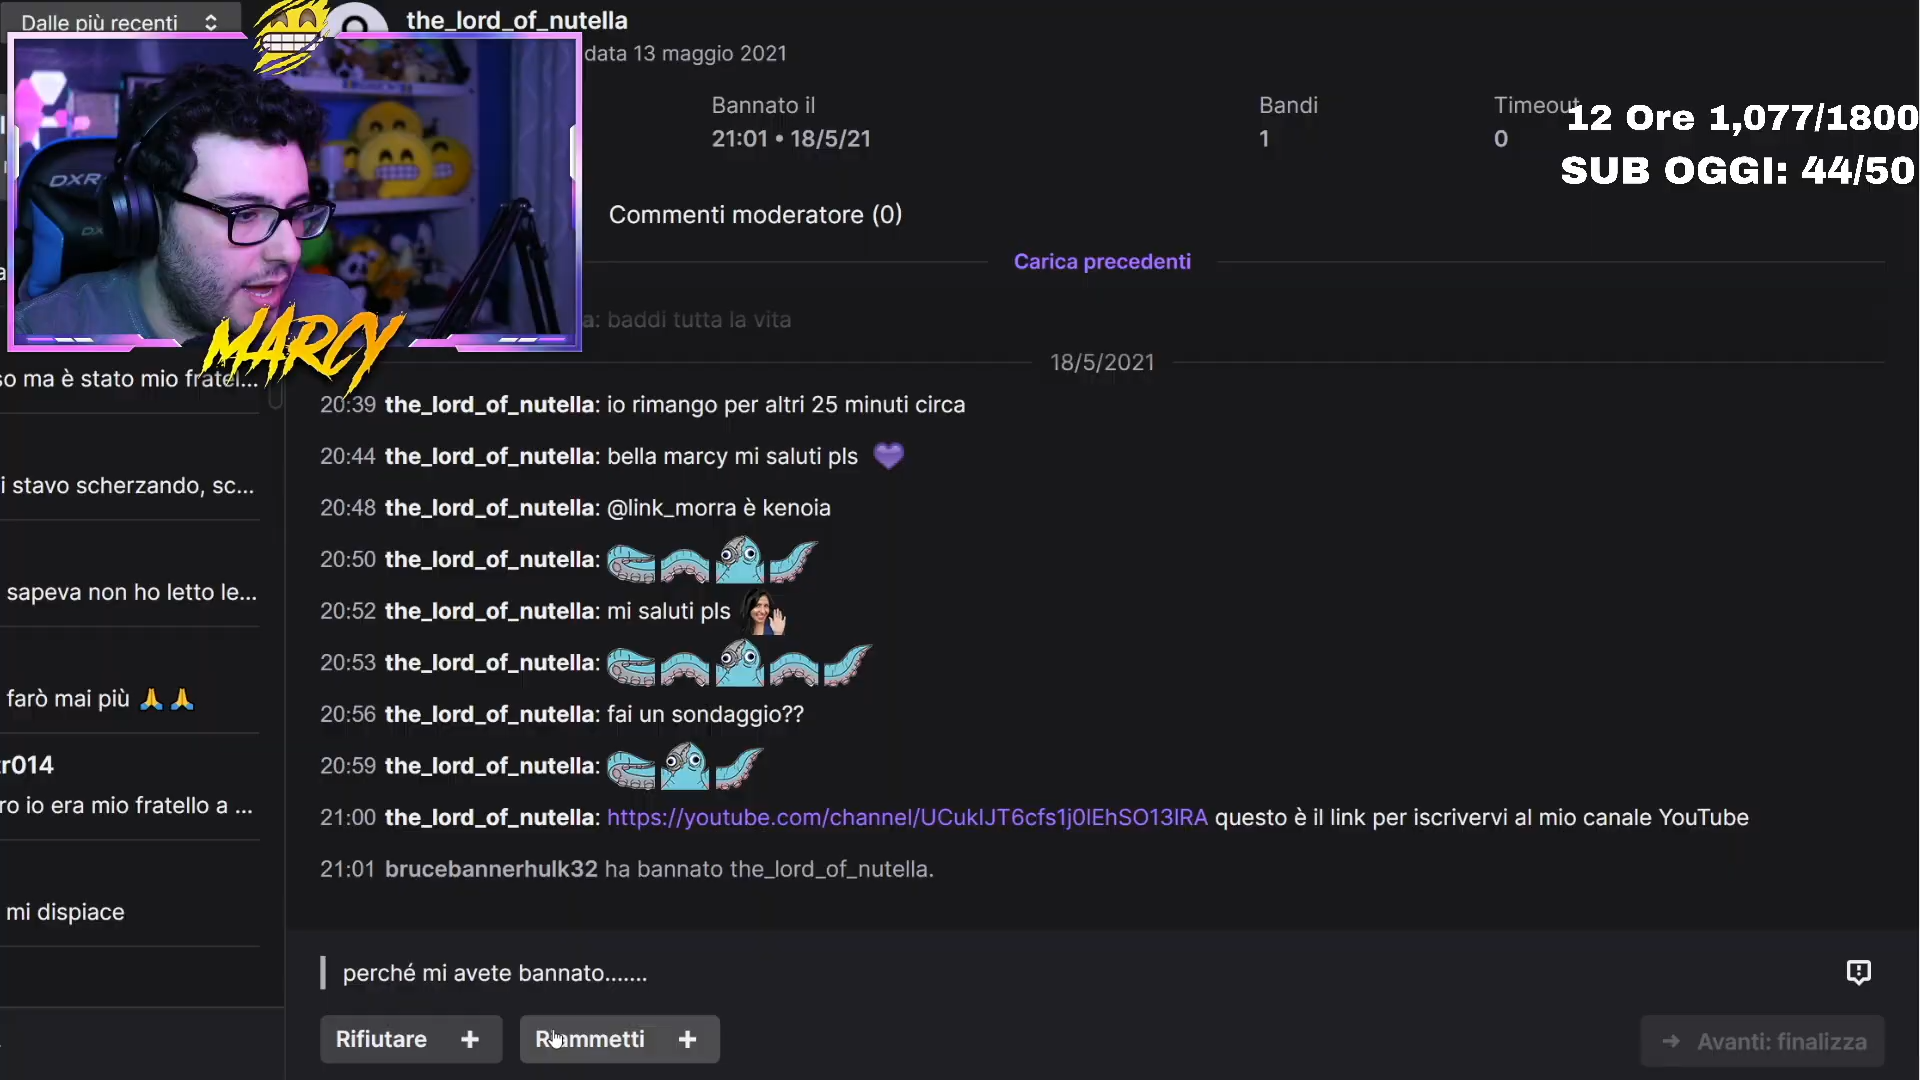 Dalle più recenti
the_lord_of_nutella
data 13 maggio 2021
Bannato il
21:01 • 18/5/21
Bandi
1
Timeout
0
12 Ore 1,077/1800
SUB OGGI: 44/50
DXR
MARCY
Commenti moderatore (0)
Carica precedenti
a: baddi tutta la vita
18/5/2021
20:39 the_lord_of_nutella: io rimango per altri 25 minuti circa
20:44 the_lord_of_nutella: bella marcy mi saluti pls 💜
20:48 the_lord_of_nutella: @link_morra è kenoia
20:50 the_lord_of_nutella:
20:52 the_lord_of_nutella: mi saluti pls
20:53 the_lord_of_nutella:
20:56 the_lord_of_nutella: fai un sondaggio??
20:59 the_lord_of_nutella:
21:00 the_lord_of_nutella: https://youtube.com/channel/UCuklJT6cfs1j0lEhSO13lRA questo è il link per iscrivervi al mio canale YouTube
21:01 brucebannerhulk32 ha bannato the_lord_of_nutella.
so ma è stato mio fratel...
i stavo scherzando, sc...
sapeva non ho letto le...
farò mai più 🙏 🙏
r014
ro io era mio fratello a ...
mi dispiace
perché mi avete bannato.......
Rifiutare +
Riammetti +
→ Avanti: finalizza